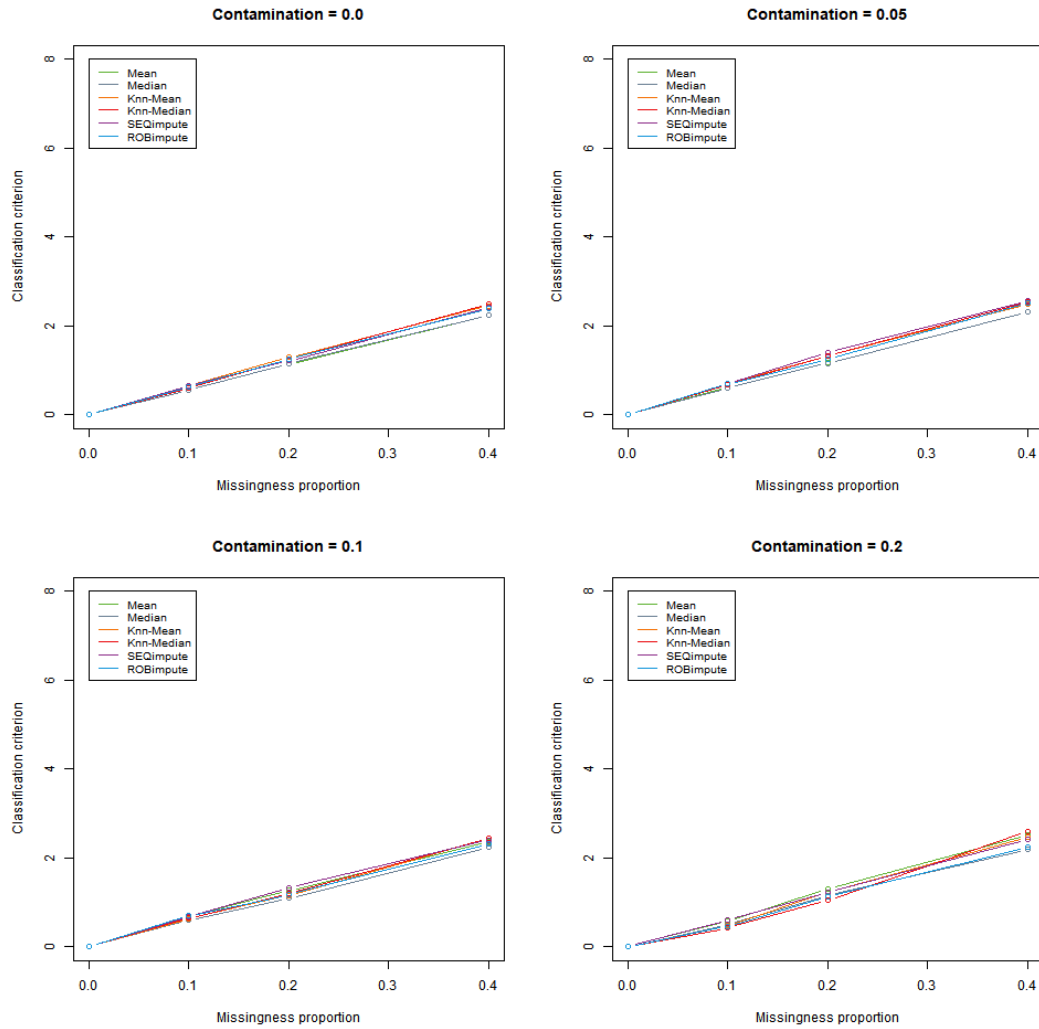 Contamination = 0.0
8
6
4
2
0
Classification criterion
Mean
Median
Knn-Mean
Knn-Median
SEQimpute
ROBimpute
0.0 0.1 0.2 0.3 0.4
Missingness proportion
Contamination = 0.05
8
6
4
2
0
Classification criterion
Mean
Median
Knn-Mean
Knn-Median
SEQimpute
ROBimpute
0.0 0.1 0.2 0.3 0.4
Missingness proportion
Contamination = 0.1
8
6
4
2
0
Classification criterion
Mean
Median
Knn-Mean
Knn-Median
SEQimpute
ROBimpute
0.0 0.1 0.2 0.3 0.4
Missingness proportion
Contamination = 0.2
8
6
4
2
0
Classification criterion
Mean
Median
Knn-Mean
Knn-Median
SEQimpute
ROBimpute
0.0 0.1 0.2 0.3 0.4
Missingness proportion